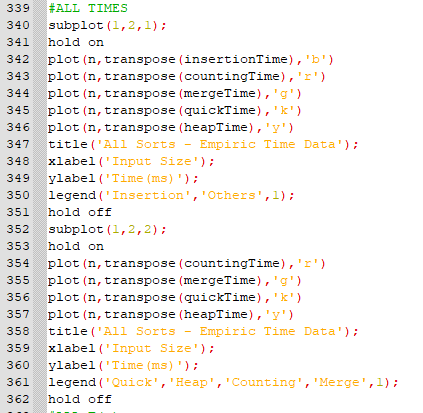 339 #ALL TIMES
340 subplot(1,2,1);
341 hold on
342 plot(n,transpose(insertionTime),'b')
343 plot(n,transpose(countingTime),'r')
344 plot(n,transpose(mergeTime),'g')
345 plot(n,transpose(quickTime),'k')
346 plot(n,transpose(heapTime),'y')
347 title('All Sorts - Empiric Time Data');
348 xlabel('Input Size');
349 ylabel('Time(ms)');
350 legend('Insertion','Others',1);
351 hold off
352 subplot(1,2,2);
353 hold on
354 plot(n,transpose(countingTime),'r')
355 plot(n,transpose(mergeTime),'g')
356 plot(n,transpose(quickTime),'k')
357 plot(n,transpose(heapTime),'y')
358 title('All Sorts - Empiric Time Data');
359 xlabel('Input Size');
360 ylabel('Time(ms)');
361 legend('Quick','Heap','Counting','Merge',1);
362 hold off